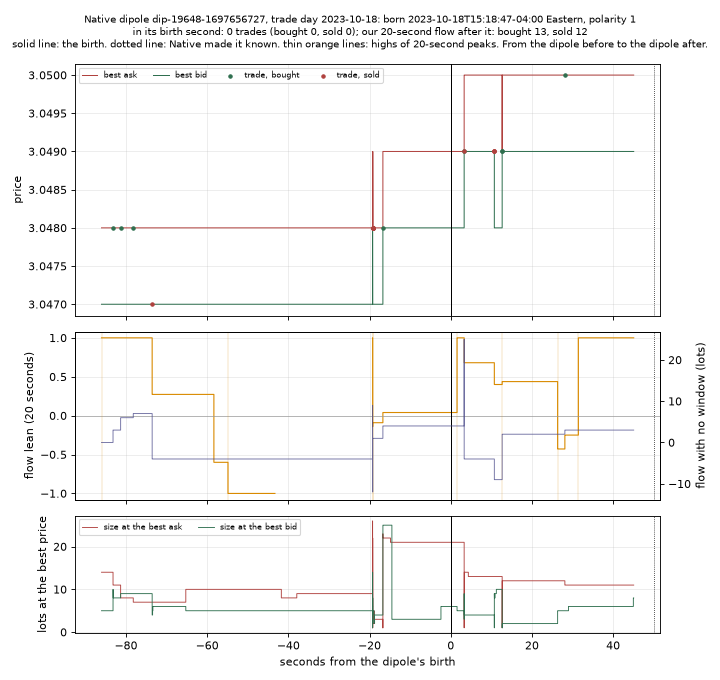 Native dipole dip-19648-1697656727, trade day 2023-10-18: born 2023-10-18T15:18:47-04:00 Eastern, polarity 1
in its birth second: 0 trades (bought 0, sold 0); our 20-second flow after it: bought 13, sold 12
solid line: the birth. dotted line: Native made it known. thin orange lines: highs of 20-second peaks. From the dipole before to the dipole after.
best ask
best bid
trade, bought
trade, sold
3.0500
3.0495
3.0490
3.0485
3.0480
3.0475
3.0470
price
1.0
0.5
0.0
−0.5
−1.0
flow lean (20 seconds)
20
10
0
−10
flow with no window (lots)
size at the best ask
size at the best bid
20
10
0
lots at the best price
−80
−60
−40
−20
0
20
40
seconds from the dipole's birth